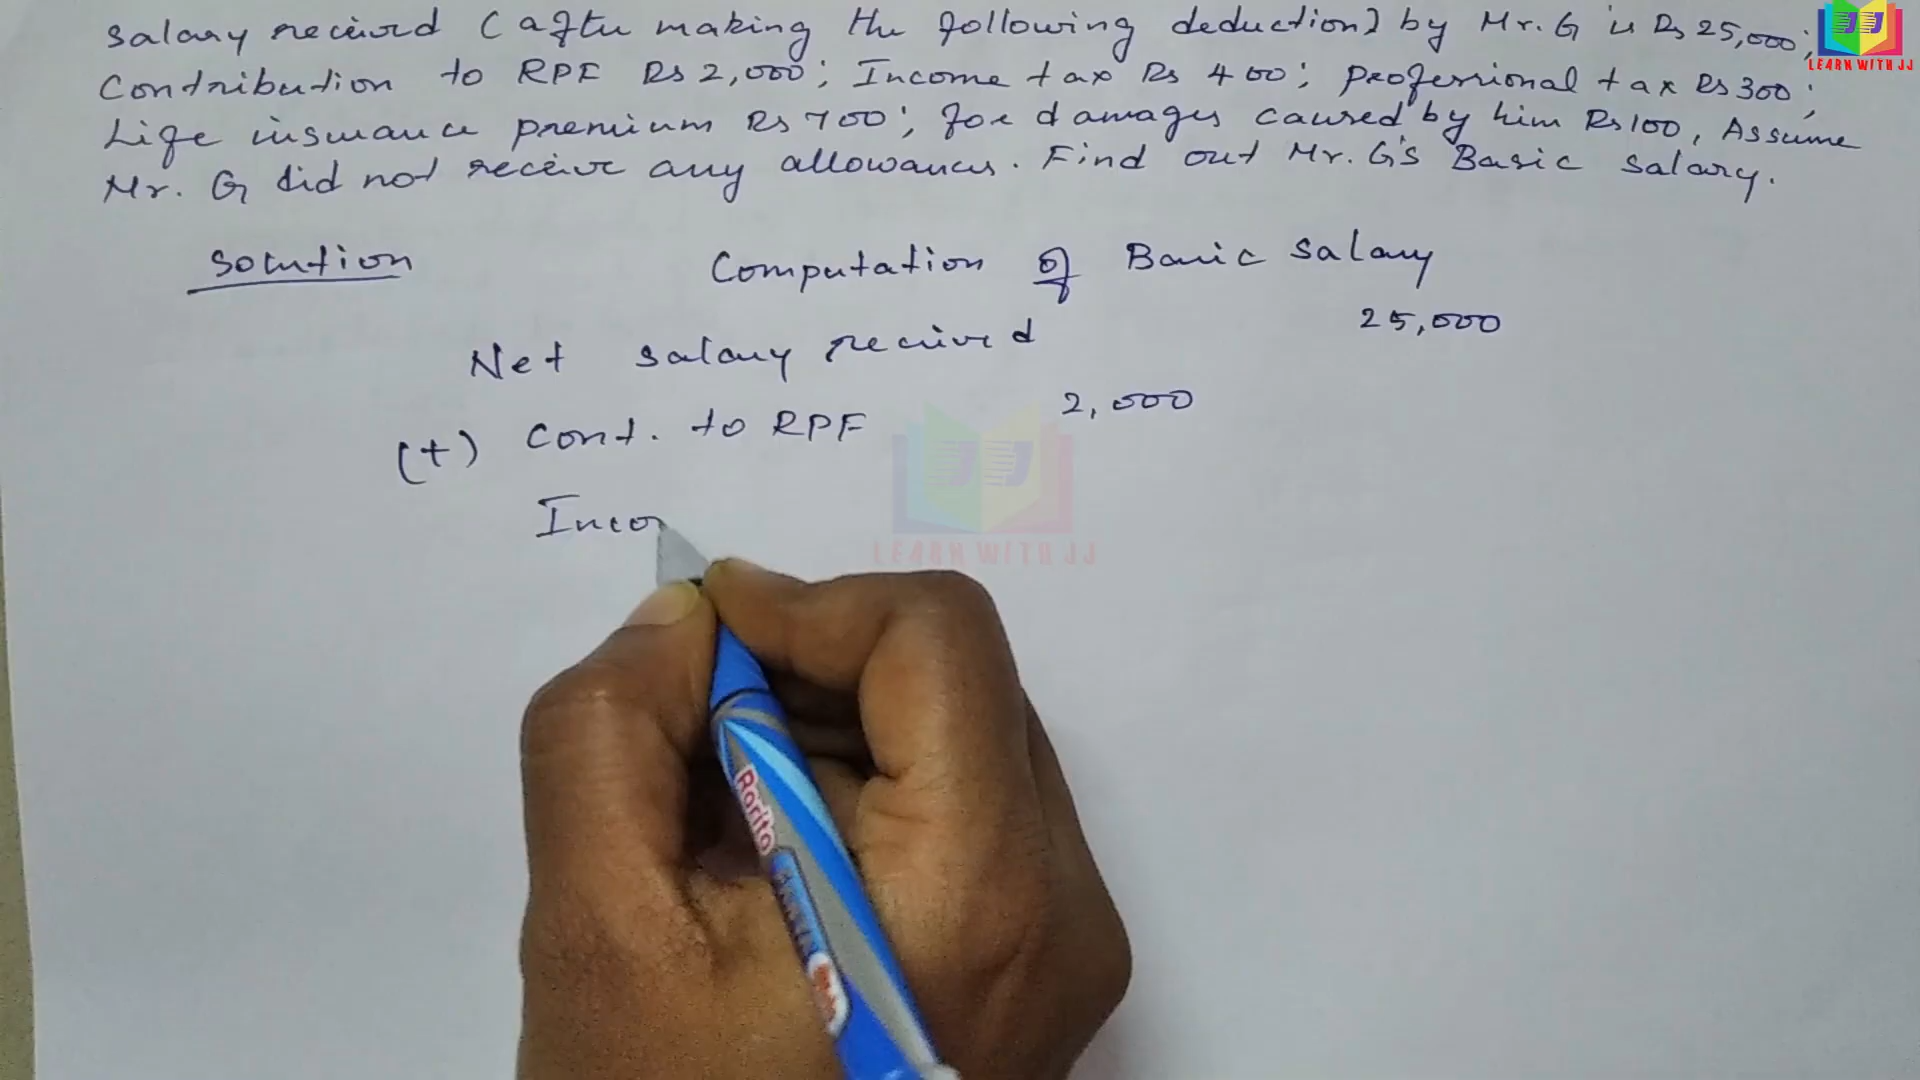 Salary received (after making the following deduction) by Mr. G is Rs 25,000;
Contribution to RPF Rs 2,000; Income tax Rs 400; professional tax Rs 300;
Life insurance premium Rs 700; for damages caused by him Rs 100, Assume
Mr. G did not receive any allowances. Find out Mr. G's Basic Salary.
Solution
Computation of Basic Salary
Net salary received 25,000
(+) Cont. to RPF 2,000
Inco
LEARN WITH JJ
LEARN WITH JJ
Rorito